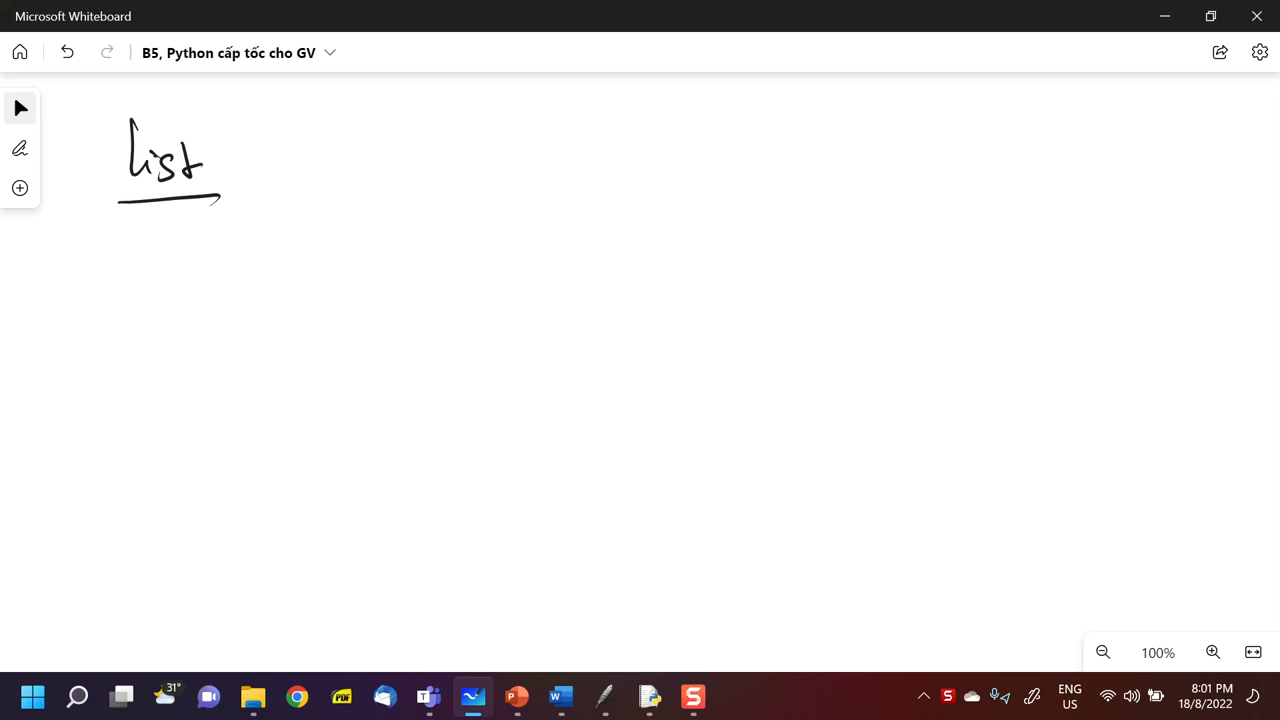 Microsoft Whiteboard
B5, Python cấp tốc cho GV
list
100%
31°
PDF
ENG
US
8:01 PM
18/8/2022